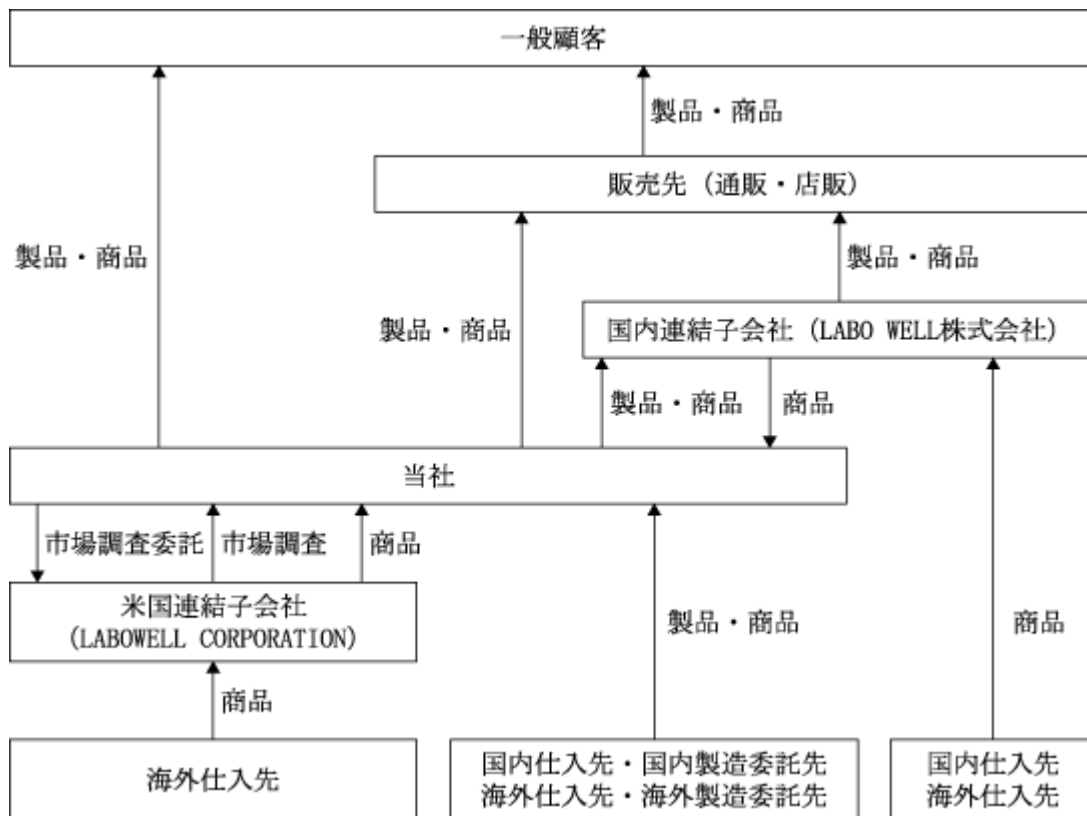 一般顧客
製品・商品
販売先（通販・店販）
製品・商品
製品・商品
製品・商品
国内連結子会社（LABO WELL株式会社）
製品・商品
商品
当社
市場調査委託
市場調査
商品
米国連結子会社
（LABOWELL CORPORATION）
製品・商品
商品
商品
海外仕入先
国内仕入先・国内製造委託先
海外仕入先・海外製造委託先
国内仕入先
海外仕入先